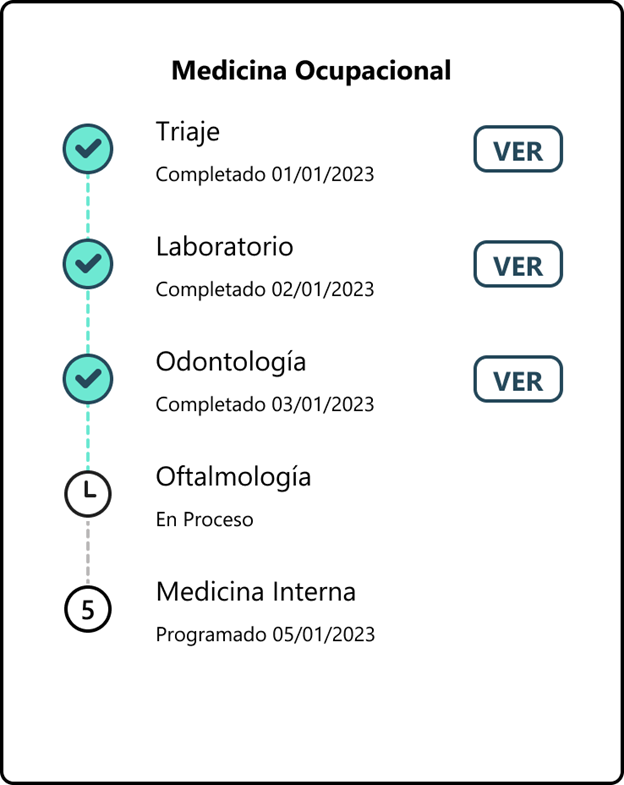 Medicina Ocupacional
Triaje
VER
Completado 01/01/2023
Laboratorio
VER
Completado 02/01/2023
Odontología
VER
Completado 03/01/2023
Oftalmología
En Proceso
5
Medicina Interna
Programado 05/01/2023